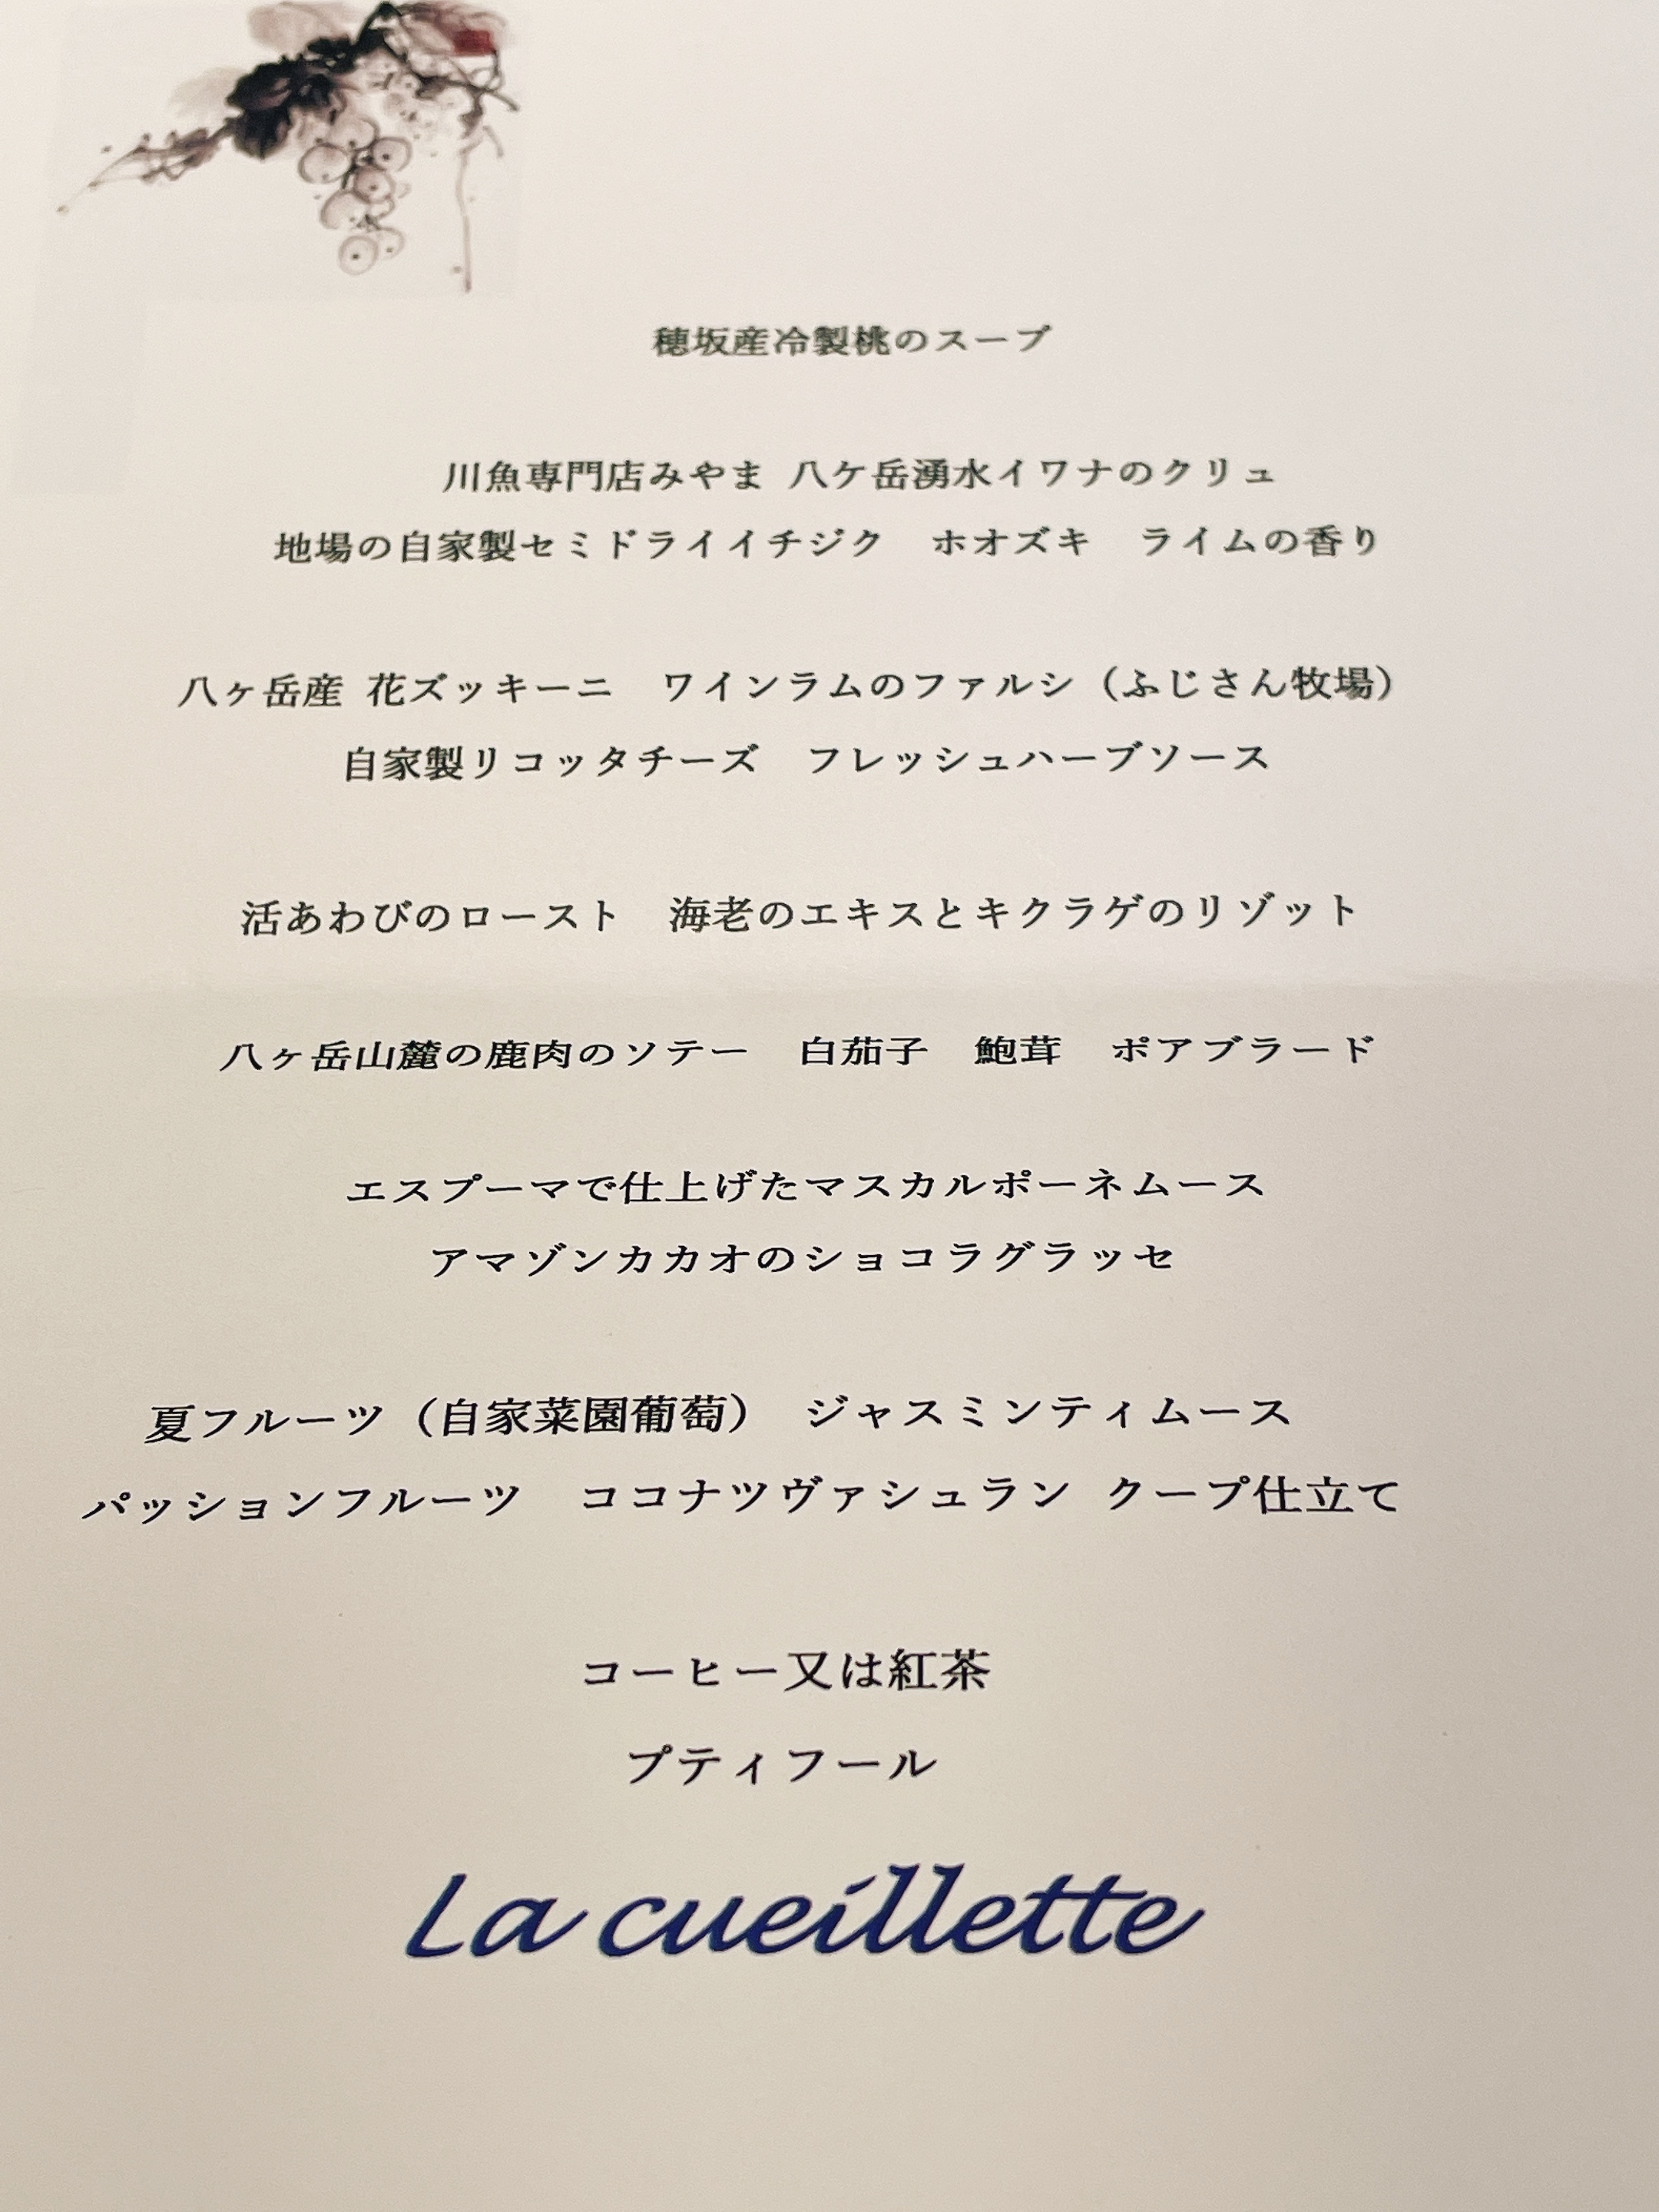 穂坂産冷製桃のスープ
川魚専門店みやま 八ケ岳湧水イワナのクリュ
地場の自家製セミドライイチジク　ホオズキ　ライムの香り
八ヶ岳産 花ズッキーニ　ワインラムのファルシ（ふじさん牧場）
自家製リコッタチーズ　フレッシュハーブソース
活あわびのロースト　海老のエキスとキクラゲのリゾット
八ヶ岳山麓の鹿肉のソテー　白茄子　鮑茸　ポアブラード
エスプーマで仕上げたマスカルポーネムース
アマゾンカカオのショコラグラッセ
夏フルーツ（自家菜園葡萄）　ジャスミンティムース
パッションフルーツ　ココナツヴァシュラン クープ仕立て
コーヒー又は紅茶
プティフール
La cueillette